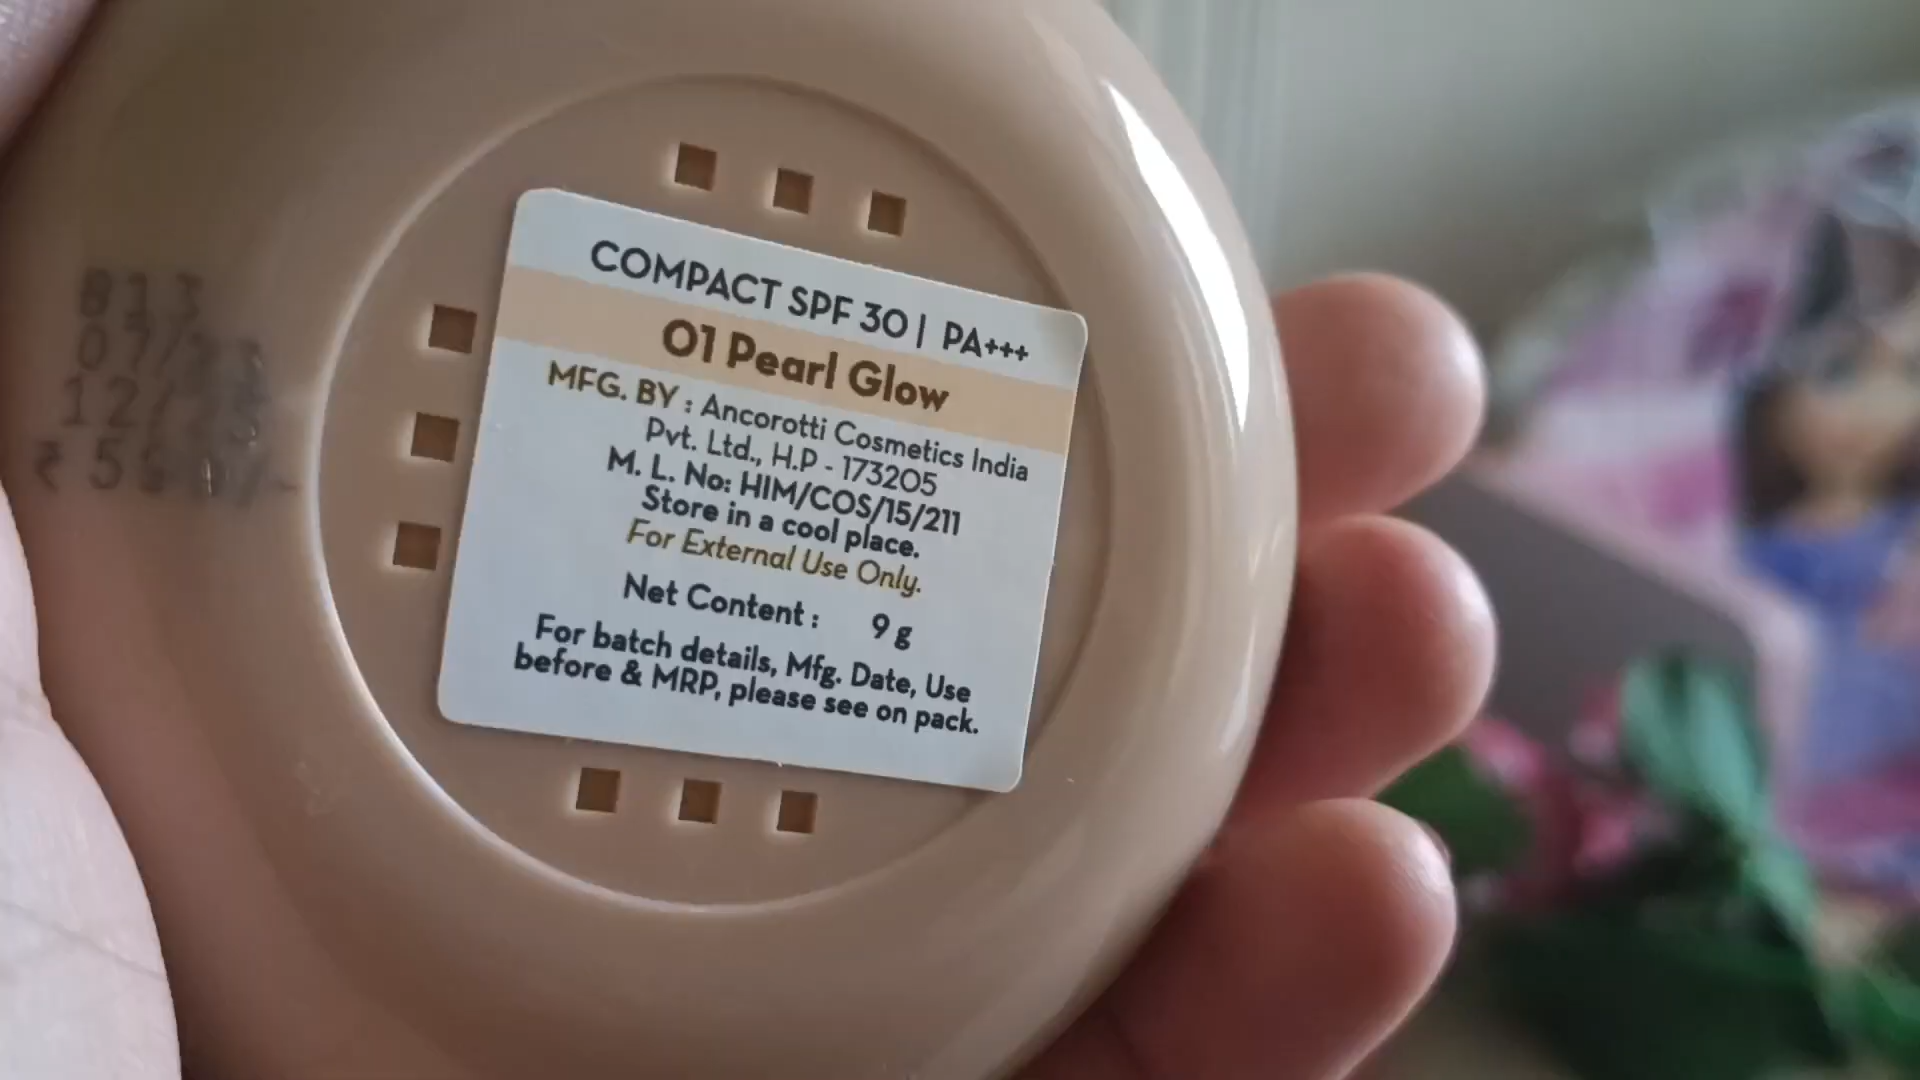 COMPACT SPF 30 | PA+++
01 Pearl Glow
MFG. BY : Ancorotti Cosmetics India
Pvt. Ltd., H.P - 173205
M. L. No: HIM/COS/15/211
Store in a cool place.
For External Use Only.
Net Content : 9 g
For batch details, Mfg. Date, Use
before & MRP, please see on pack.